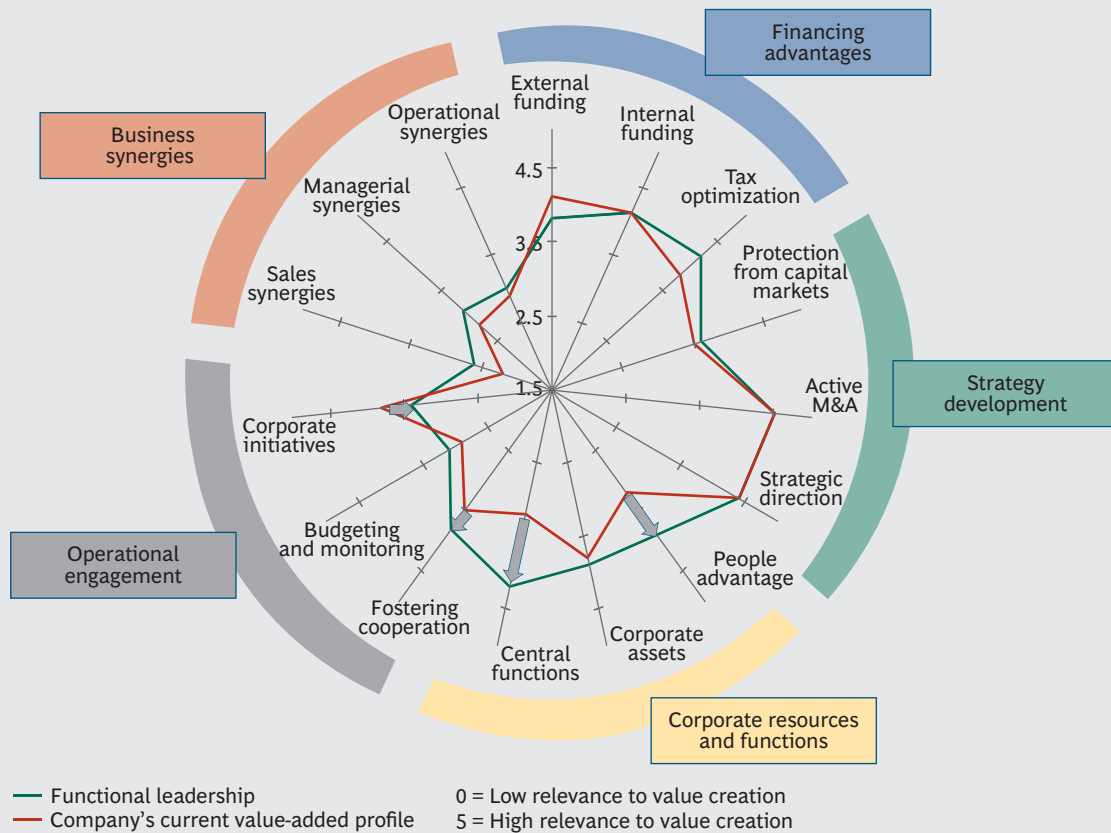 Financing
advantages
External
funding
Internal
funding
Tax
optimization
Protection
from capital
markets
Active
M&A
Strategy
development
Strategic
direction
People
advantage
Corporate
assets
Corporate resources
and functions
Central
functions
Fostering
cooperation
Budgeting
and monitoring
Operational
engagement
Corporate
initiatives
Sales
synergies
Managerial
synergies
Business
synergies
Operational
synergies
4.5
3.5
2.5
1.5
Functional leadership
Company's current value-added profile
0 = Low relevance to value creation
5 = High relevance to value creation